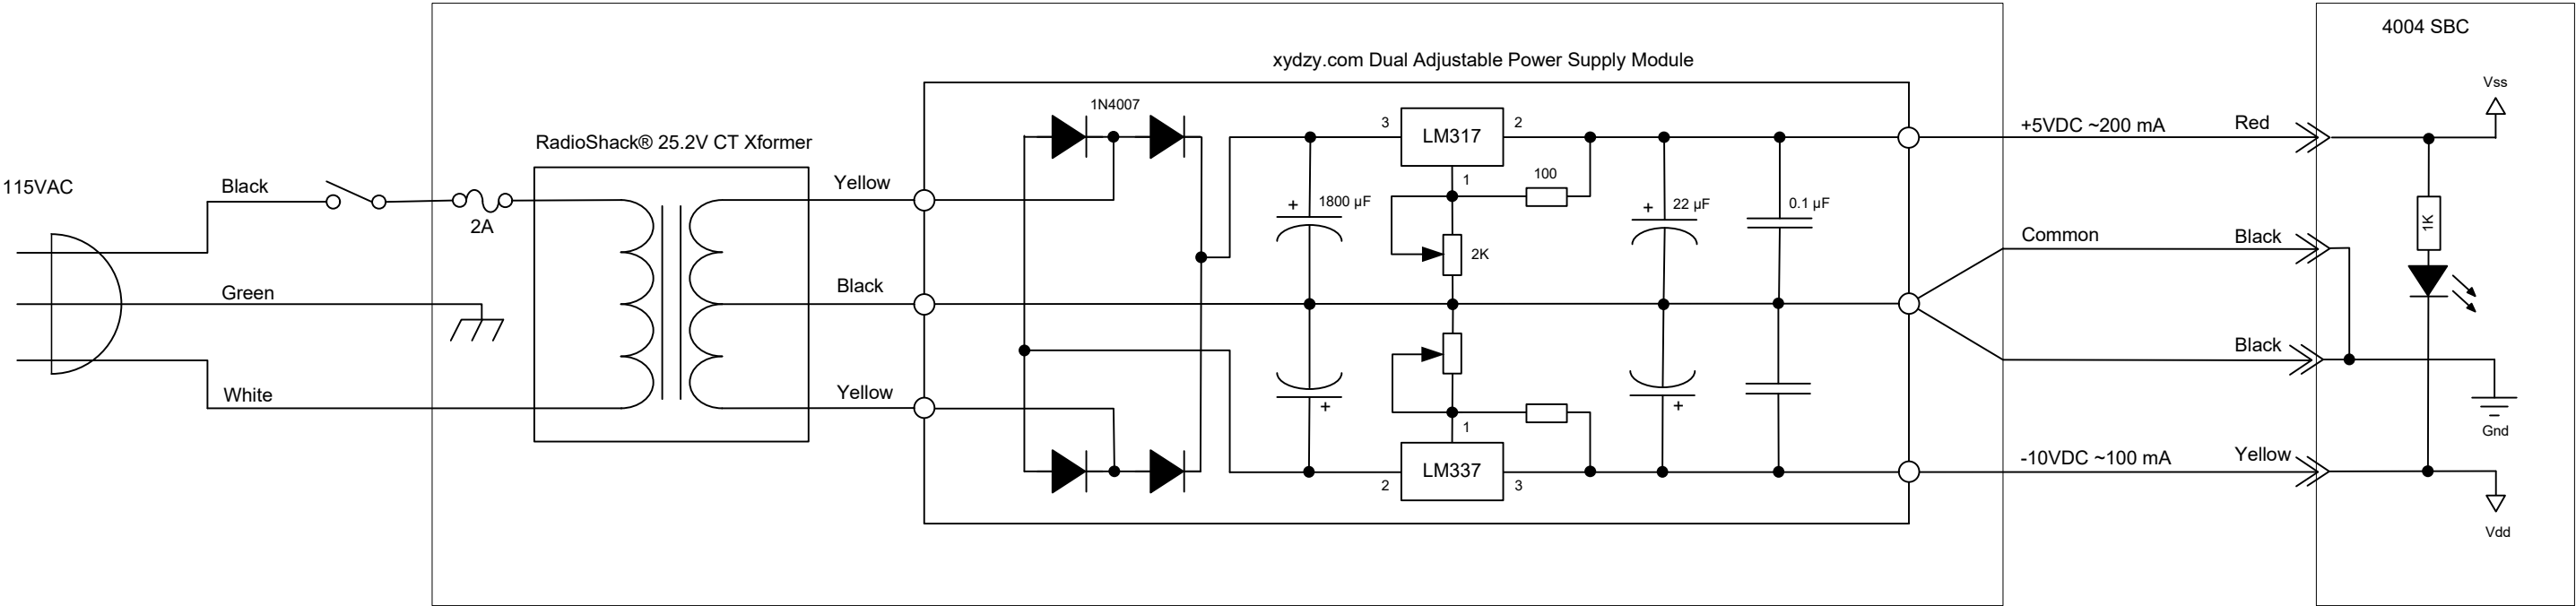 4004 SBC
xydzy.com Dual Adjustable Power Supply Module
Vss
1N4007
RadioShack® 25.2V CT Xformer
3
LM317
2
+5VDC ~200 mA
Red
115VAC
Black
Yellow
1
100
2A
+
1800 µF
+
22 µF
0.1 µF
1K
2K
Common
Black
Green
Black
Black
White
Yellow
+
+
1
Gnd
2
LM337
3
-10VDC ~100 mA
Yellow
Vdd